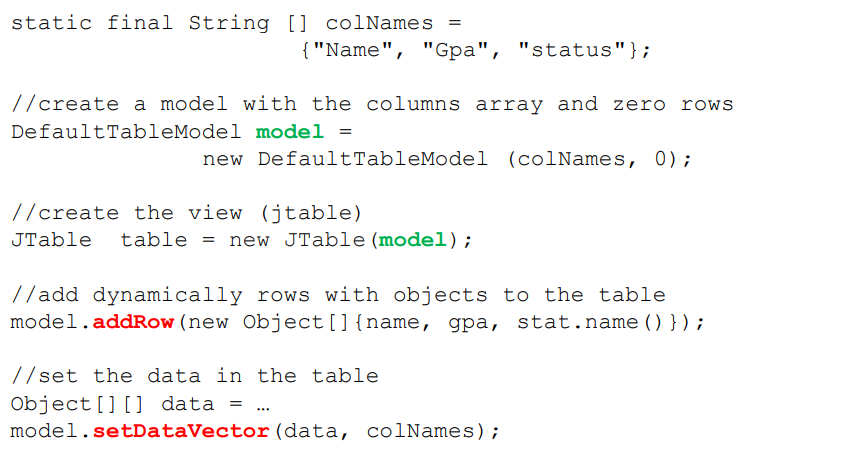 static final String [] colNames =
{"Name", "Gpa", "status"};
//create a model with the columns array and zero rows
DefaultTableModel model =
new DefaultTableModel (colNames, 0);
//create the view (jtable)
JTable  table = new JTable(model);
//add dynamically rows with objects to the table
model.addRow(new Object[]{name, gpa, stat.name()});
//set the data in the table
Object[][] data = …
model.setDataVector(data, colNames);